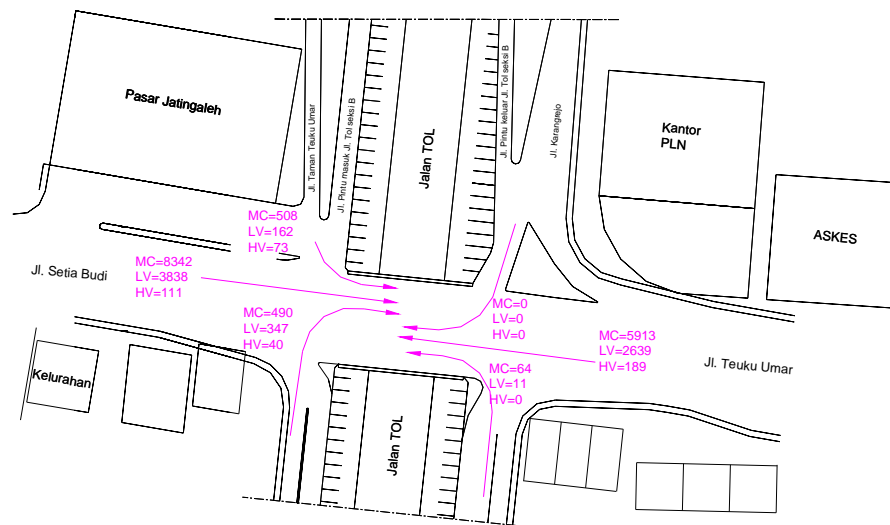 Pasar Jatingaleh
Jl. Taman Teuku Umar
Jl. Pintu masuk Jl. Tol seksi B
Jalan TOL
Jl. Pintu keluar Jl. Tol seksi B
Jl. Karangrejo
Kantor
PLN
ASKES
MC=508
LV=162
HV=73
Jl. Setia Budi
MC=8342
LV=3838
HV=111
MC=490
LV=347
HV=40
MC=0
LV=0
HV=0
MC=5913
LV=2639
HV=189
Jl. Teuku Umar
MC=64
LV=11
HV=0
Kelurahan
Jalan TOL